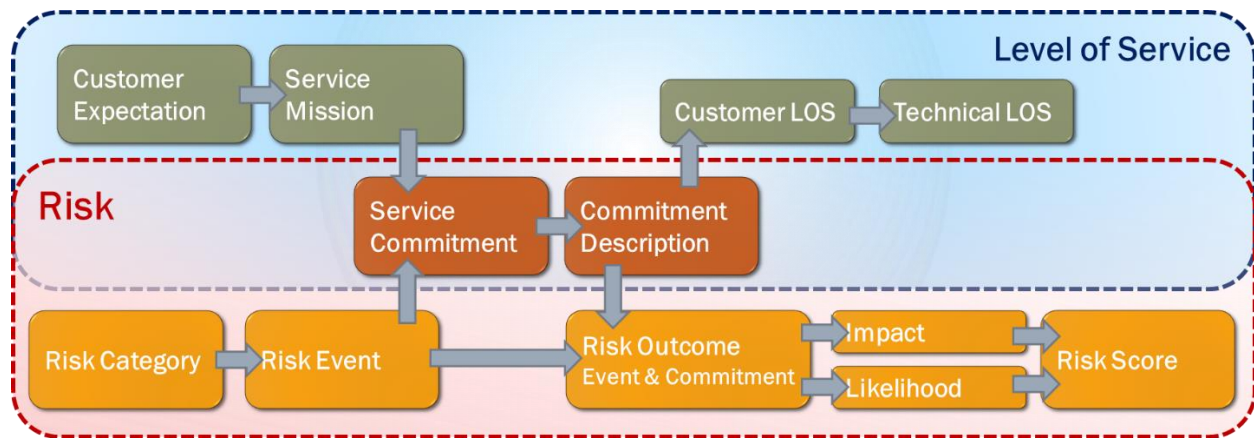 Level of Service
Customer
Expectation
Service
Mission
Customer LOS
Technical LOS
Risk
Service
Commitment
Commitment
Description
Risk Category
Risk Event
Risk Outcome
Event & Commitment
Impact
Likelihood
Risk Score